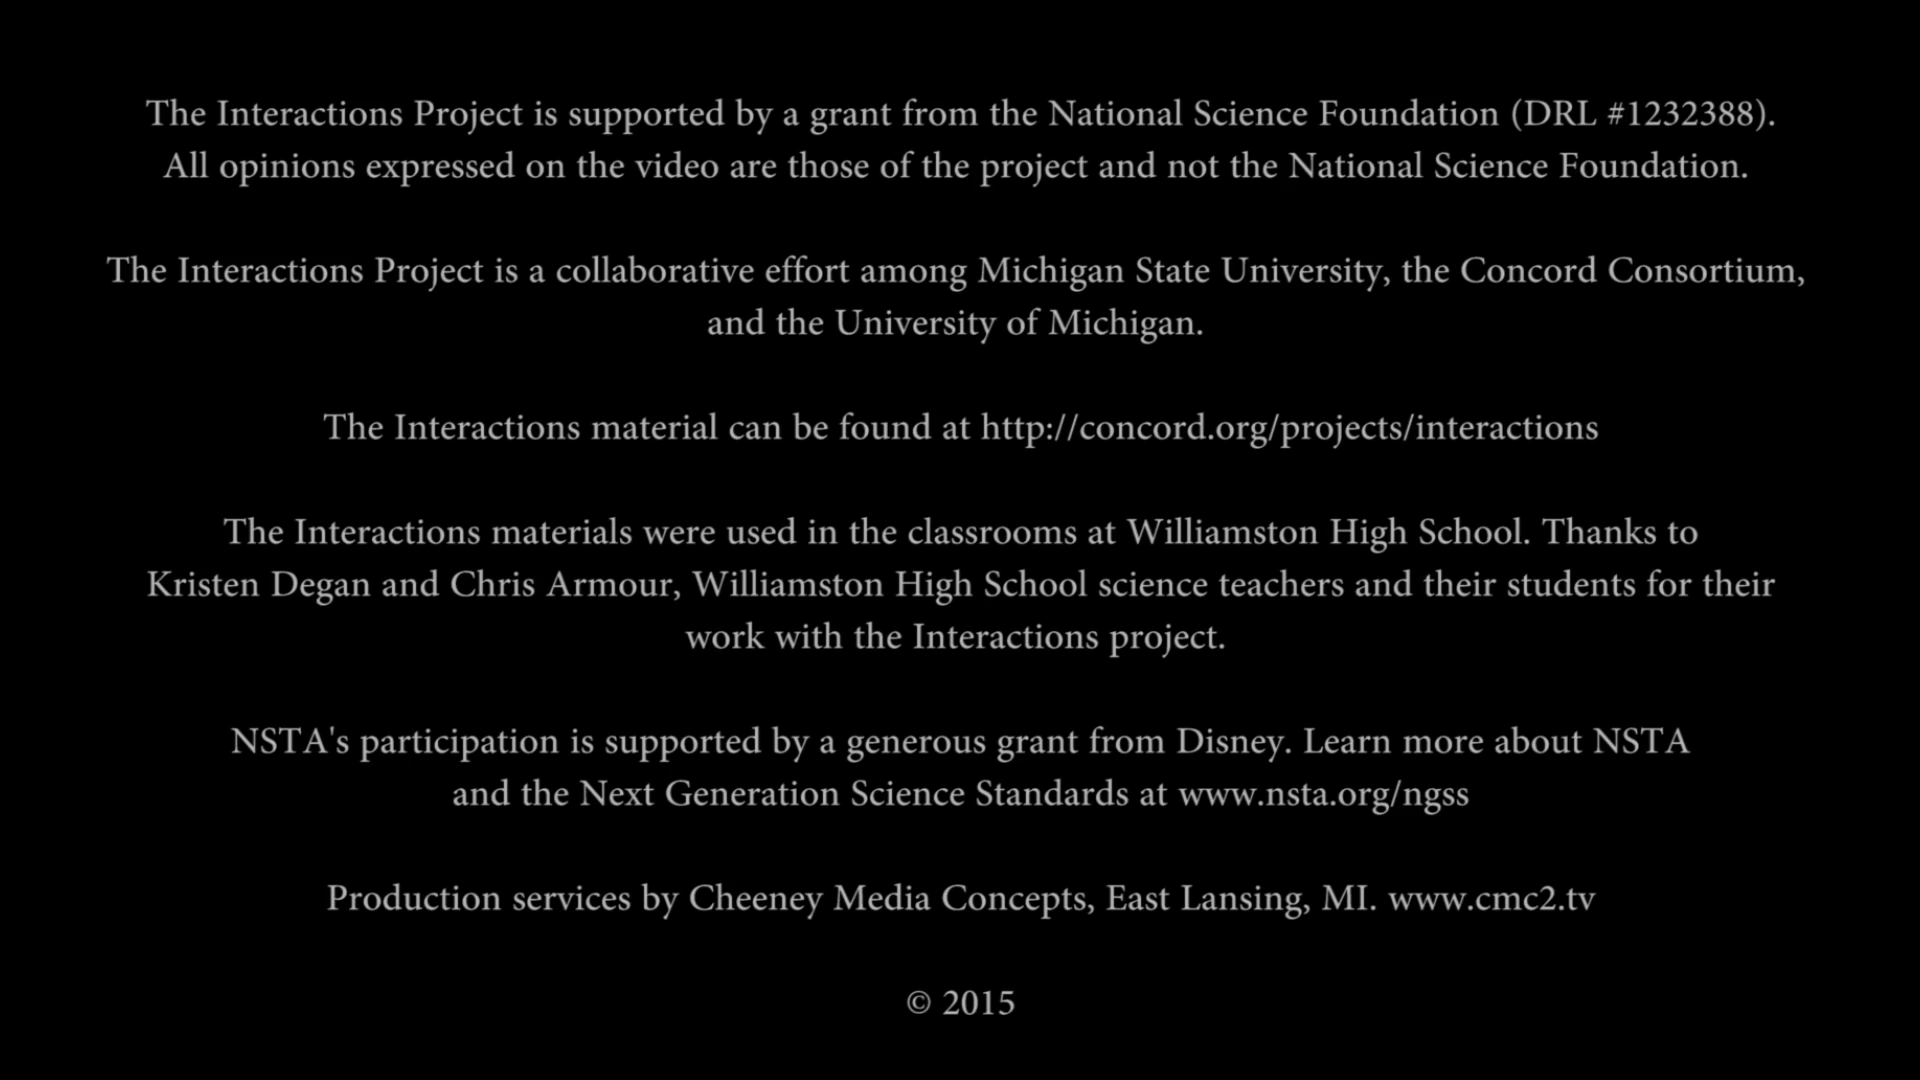 The Interactions Project is supported by a grant from the National Science Foundation (DRL #1232388).
All opinions expressed on the video are those of the project and not the National Science Foundation.
The Interactions Project is a collaborative effort among Michigan State University, the Concord Consortium,
and the University of Michigan.
The Interactions material can be found at http://concord.org/projects/interactions
The Interactions materials were used in the classrooms at Williamston High School. Thanks to
Kristen Degan and Chris Armour, Williamston High School science teachers and their students for their
work with the Interactions project.
NSTA's participation is supported by a generous grant from Disney. Learn more about NSTA
and the Next Generation Science Standards at www.nsta.org/ngss
Production services by Cheeney Media Concepts, East Lansing, MI. www.cmc2.tv
© 2015